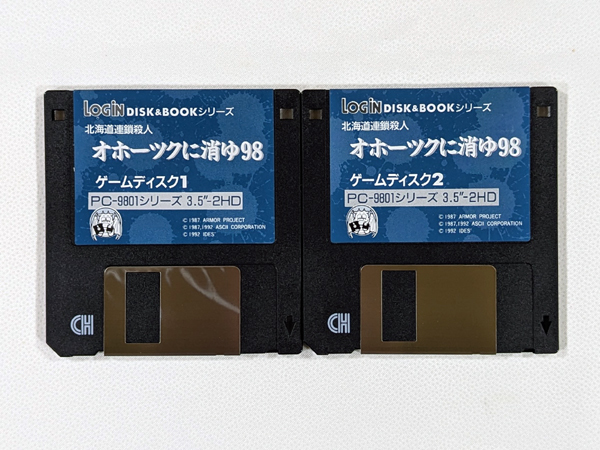 LOGiN DISK&BOOKシリーズ
北海道連鎖殺人
オホーツクに消ゆ98
ゲームディスク1
PC-9801シリーズ 3.5"-2HD
© 1987 ARMOR PROJECT
© 1987,1992 ASCII CORPORATION
© 1992 IDES'
LOGiN DISK&BOOKシリーズ
北海道連鎖殺人
オホーツクに消ゆ98
ゲームディスク2
PC-9801シリーズ 3.5"-2HD
© 1987 ARMOR PROJECT
© 1987,1992 ASCII CORPORATION
© 1992 IDES'